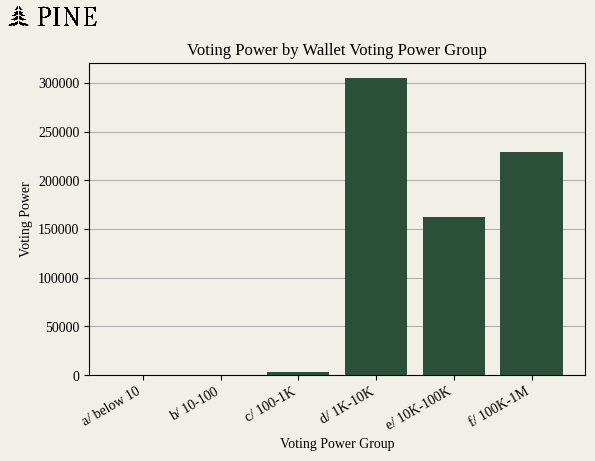 PINE
Voting Power by Wallet Voting Power Group
Voting Power
300000
250000
200000
150000
100000
50000
0
a/ below 10
b/ 10-100
c/ 100-1K
d/ 1K-10K
e/ 10K-100K
f/ 100K-1M
Voting Power Group